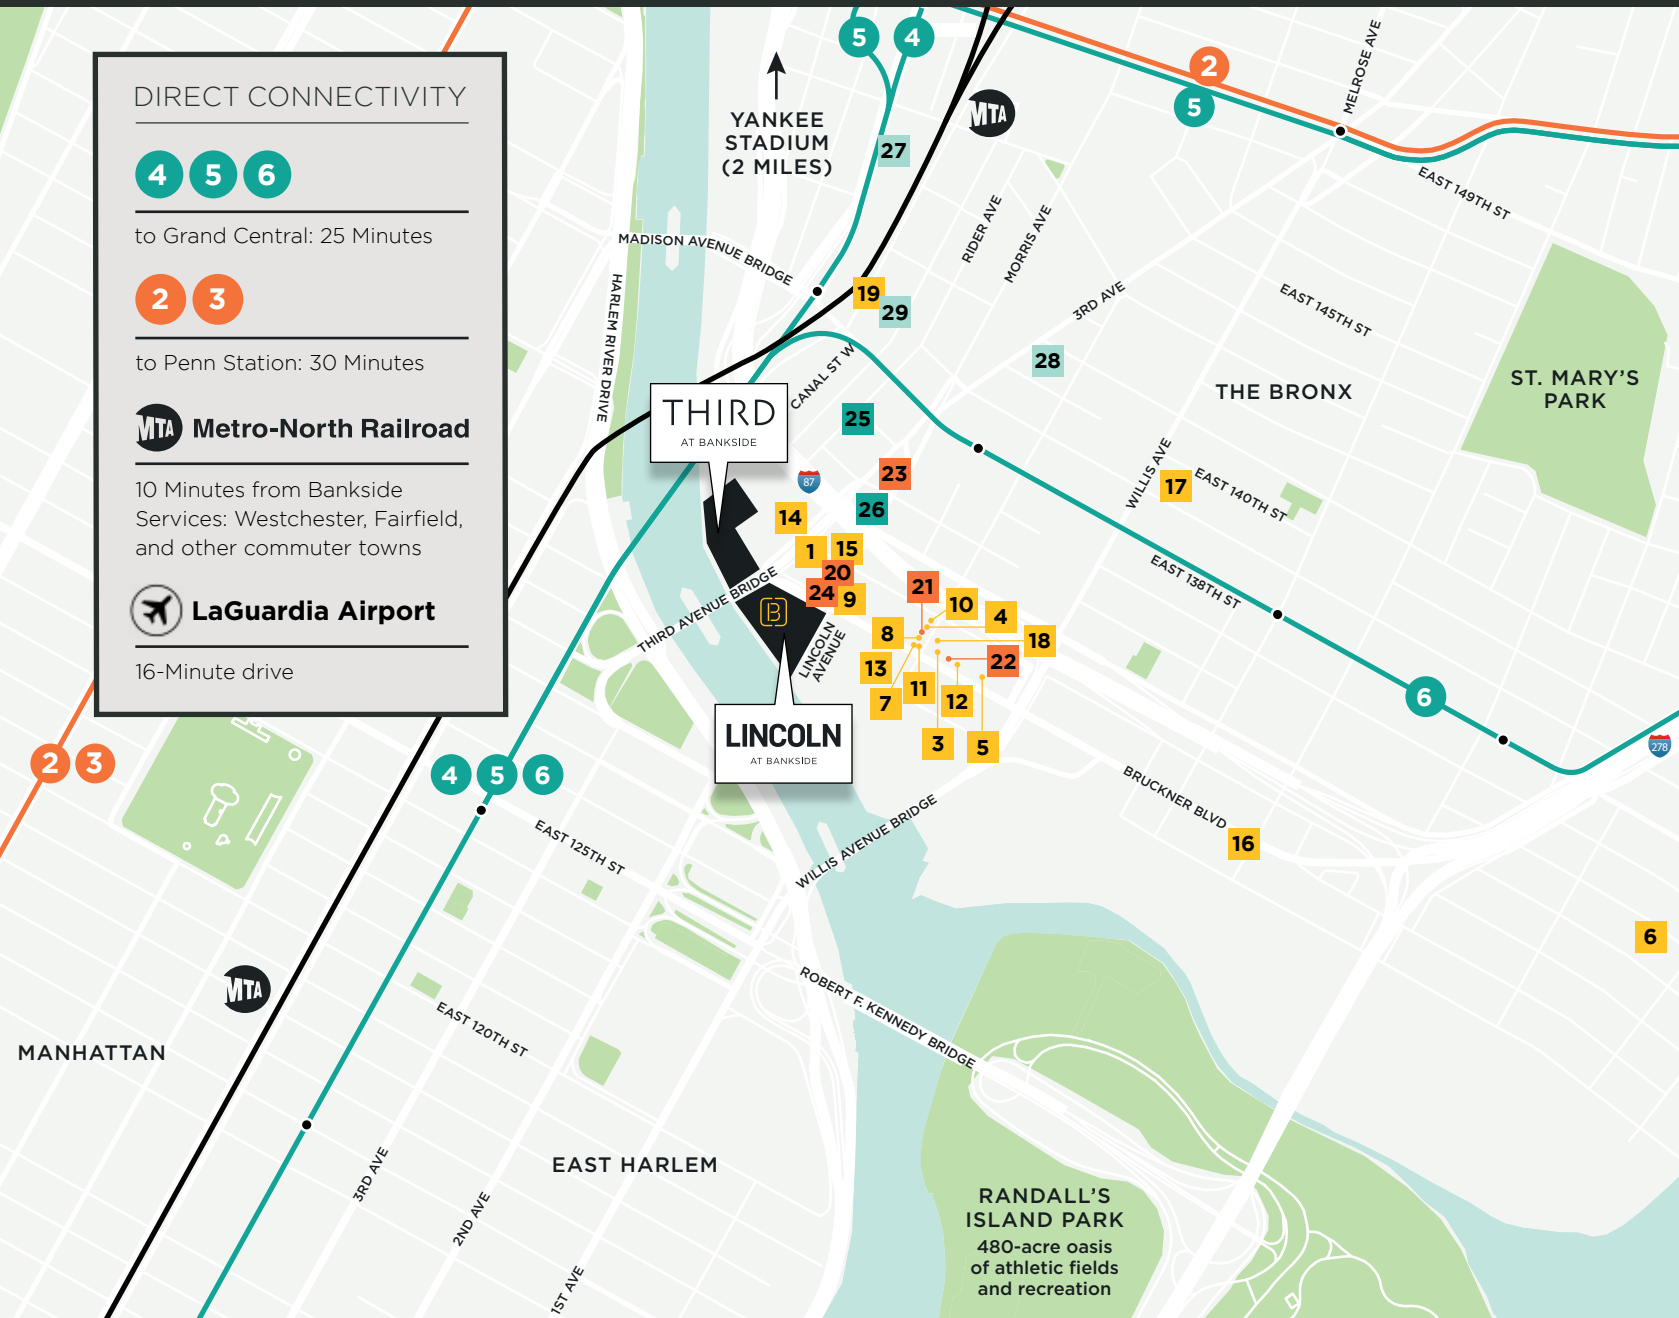 DIRECT CONNECTIVITY
4 5 6
to Grand Central: 25 Minutes
2 3
to Penn Station: 30 Minutes
MTA Metro-North Railroad
10 Minutes from Bankside
Services: Westchester, Fairfield,
and other commuter towns
LaGuardia Airport
16-Minute drive
5 4
YANKEE
STADIUM
(2 MILES)
MTA
2
5
MELROSE AVE
27
EAST 149TH ST
RIDER AVE
MORRIS AVE
MADISON AVENUE BRIDGE
HARLEM RIVER DRIVE
19
29
3RD AVE
EAST 145TH ST
28
THE BRONX
ST. MARY'S
PARK
CANAL ST W
THIRD
AT BANKSIDE
25
23
87
26
14
1
15
20
24
9
WILLIS AVE
17
EAST 140TH ST
EAST 138TH ST
THIRD AVENUE BRIDGE
B
LINCOLN
AVENUE
21
10
4
8
18
13
22
7
11
12
3
5
LINCOLN
AT BANKSIDE
6
278
2 3
4 5 6
BRUCKNER BLVD
16
WILLIS AVENUE BRIDGE
EAST 125TH ST
6
MTA
ROBERT F. KENNEDY BRIDGE
EAST 120TH ST
MANHATTAN
EAST HARLEM
3RD AVE
2ND AVE
1ST AVE
RANDALL'S
ISLAND PARK
480-acre oasis
of athletic fields
and recreation